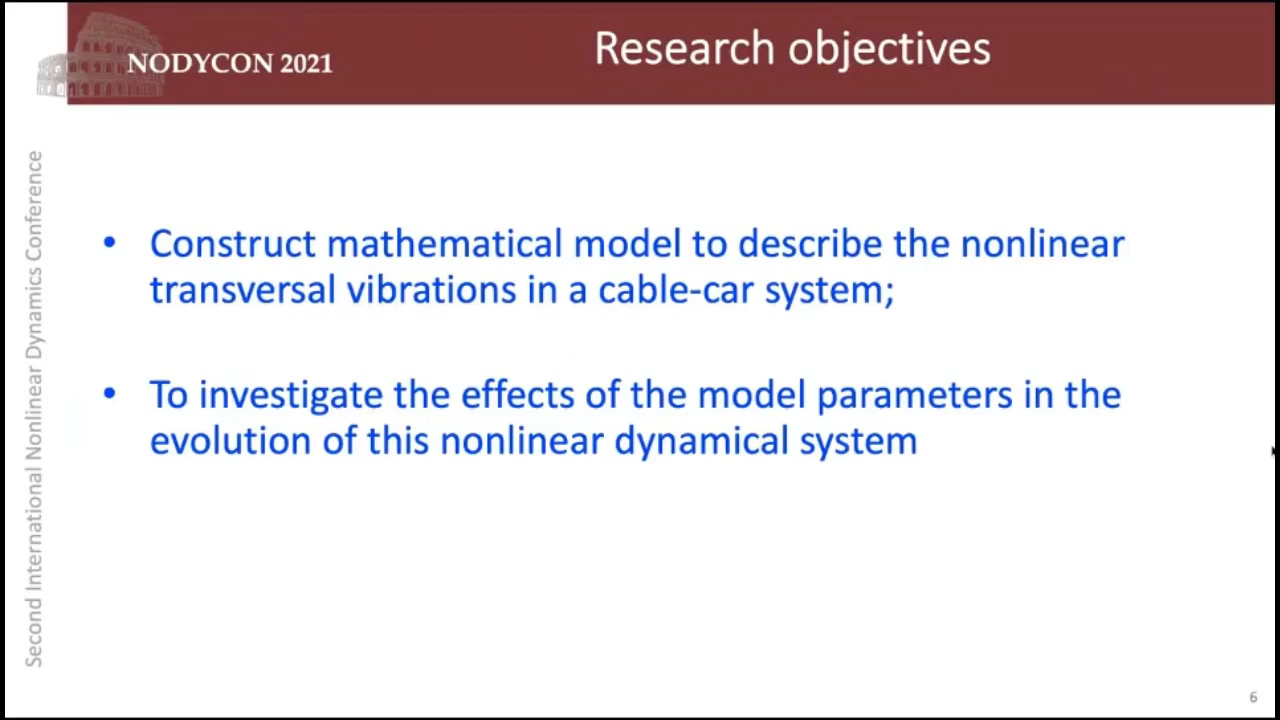 NODYCON 2021
Research objectives
Second International Nonlinear Dynamics Conference
• Construct mathematical model to describe the nonlinear
transversal vibrations in a cable-car system;
• To investigate the effects of the model parameters in the
evolution of this nonlinear dynamical system
6